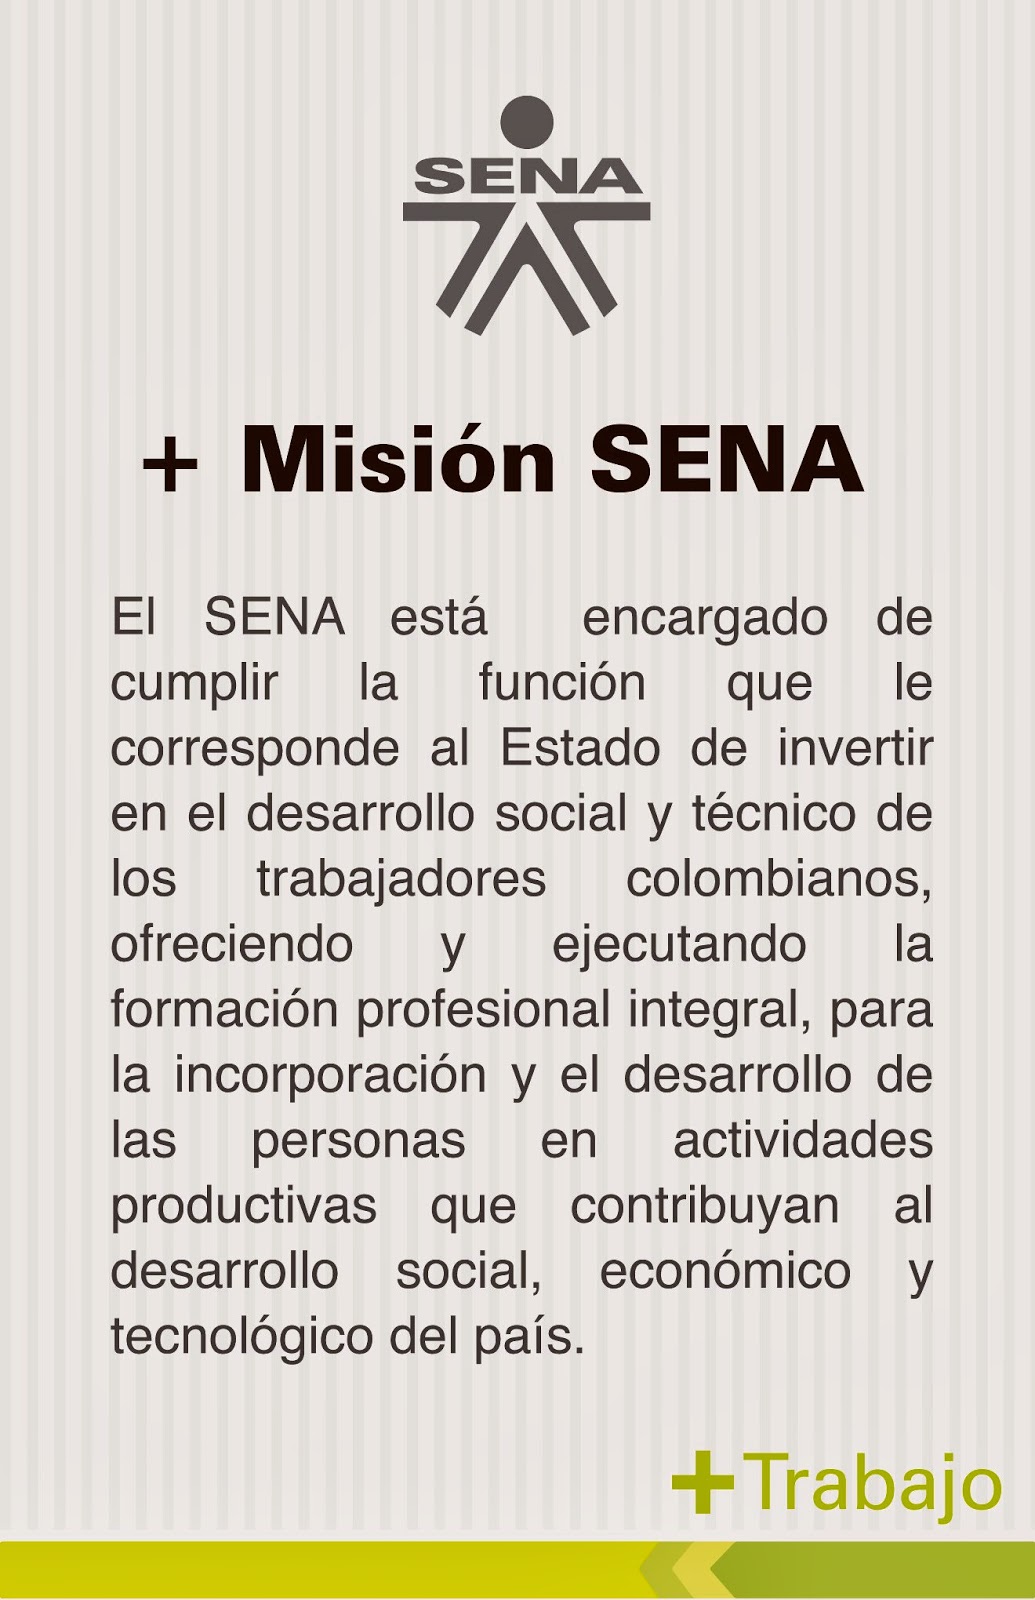 SENA
+ Misión SENA
El SENA está encargado de
cumplir la función que le
corresponde al Estado de invertir
en el desarrollo social y técnico de
los trabajadores colombianos,
ofreciendo y ejecutando la
formación profesional integral, para
la incorporación y el desarrollo de
las personas en actividades
productivas que contribuyan al
desarrollo social, económico y
tecnológico del país.
+Trabajo